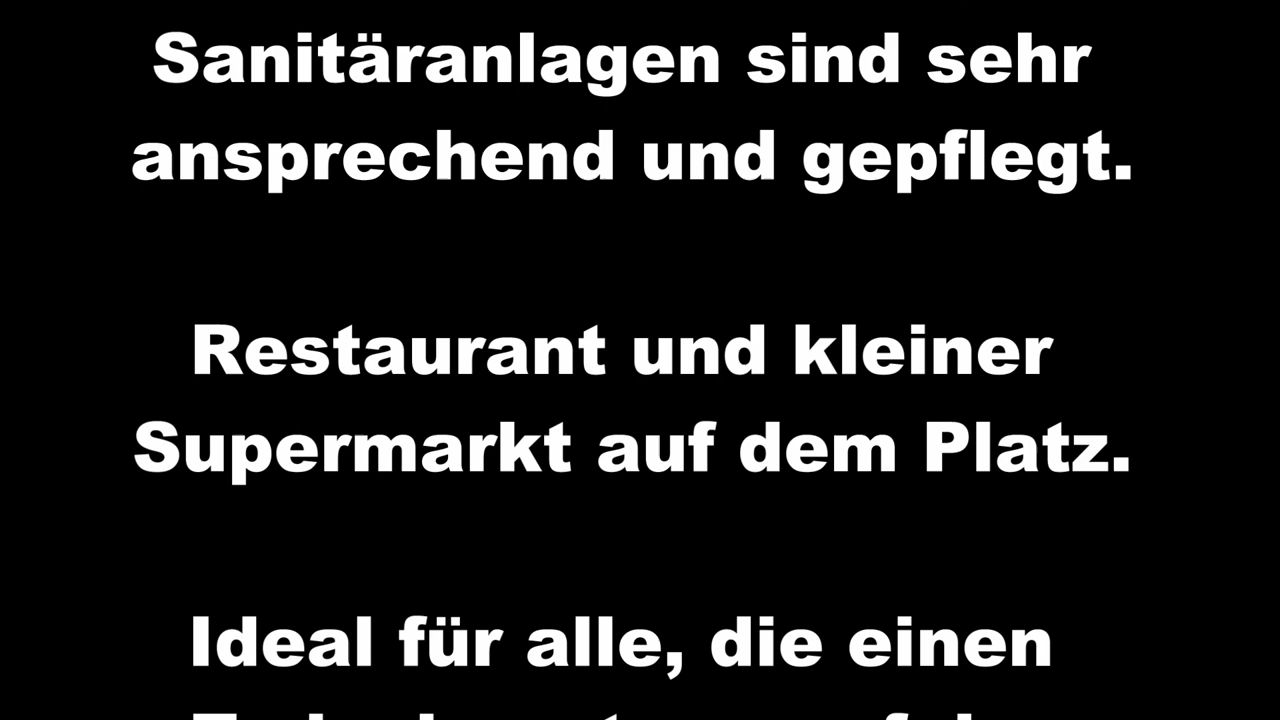 Sanitäranlagen sind sehr
ansprechend und gepflegt.
Restaurant und kleiner
Supermarkt auf dem Platz.
Ideal für alle, die einen